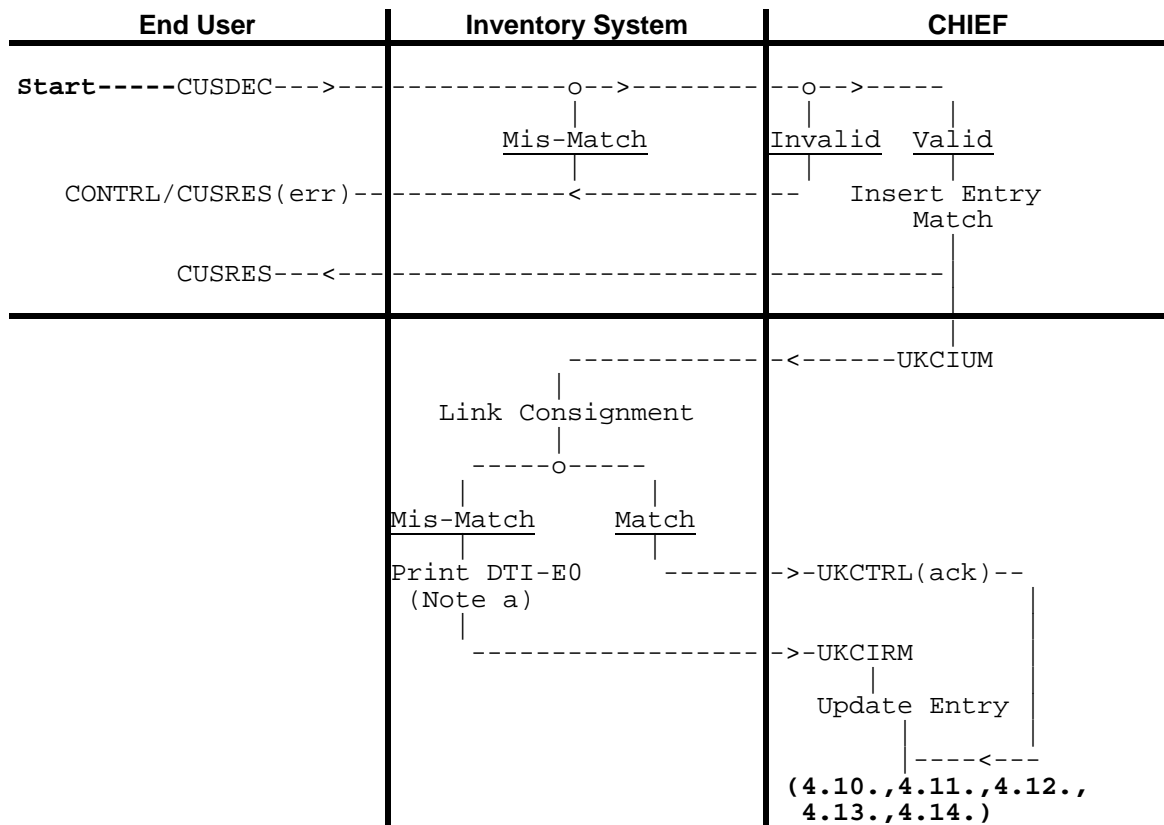 End User Inventory System CHIEF
Start-----CUSDEC--->-----------------o-->----------o-->-----
Mis-Match Invalid Valid
CONTRL/CUSRES(err)--------------<-------------- Insert Entry
Match
CUSRES---<----------------------------------------
-------------<------UKCIUM
Link Consignment
-----o-----
Mis-Match Match
Print DTI-E0 ------->-UKCTRL(ack)--
(Note a)
------------------->-UKCIRM
Update Entry
----<---
(4.10.,4.11.,4.12.,
4.13.,4.14.)